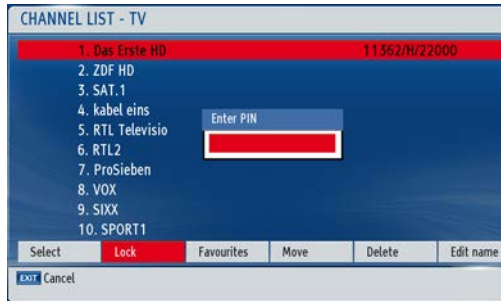 CHANNEL LIST - TV
1. Das Erste HD 11362/H/22000
2. ZDF HD
3. SAT.1
4. kabel eins
5. RTL Televisio
6. RTL2
7. ProSieben
8. VOX
9. SIXX
10. SPORT1
Enter PIN
Select Lock Favourites Move Delete Edit name
EXIT Cancel